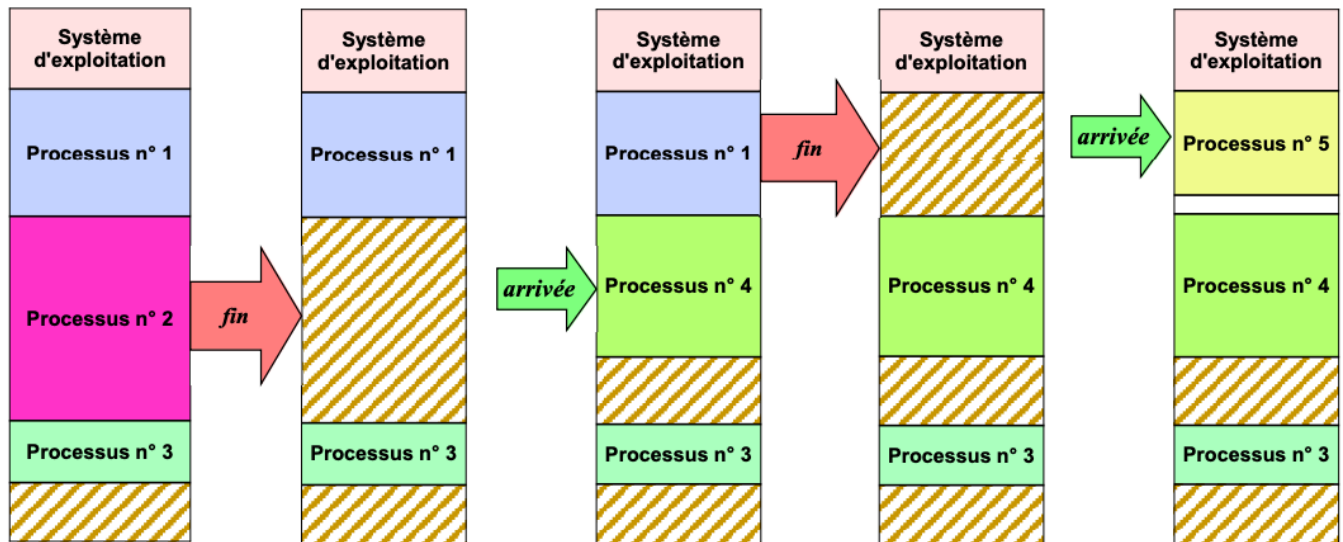 Système
d'exploitation
Processus n° 1
Processus n° 2
Processus n° 3
fin
Système
d'exploitation
Processus n° 1
Processus n° 3
arrivée
Système
d'exploitation
Processus n° 1
Processus n° 4
Processus n° 3
fin
Système
d'exploitation
Processus n° 4
Processus n° 3
arrivée
Système
d'exploitation
Processus n° 5
Processus n° 4
Processus n° 3